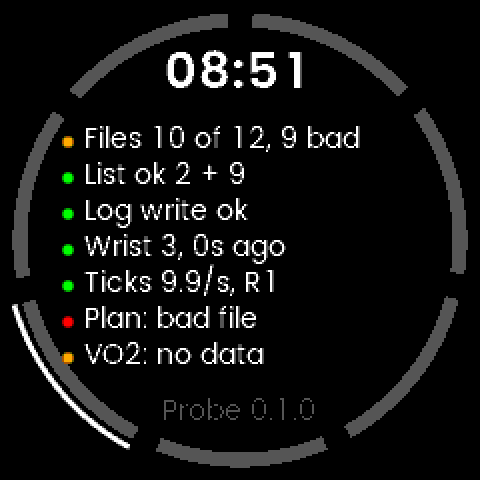 08:51
Files 10 of 12, 9 bad
List ok 2 + 9
Log write ok
Wrist 3, 0s ago
Ticks 9.9/s, R1
Plan: bad file
VO2: no data
Probe 0.1.0